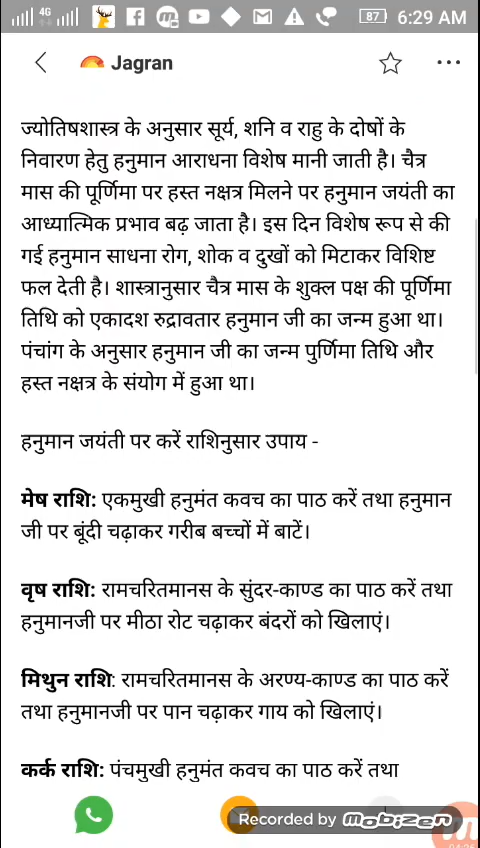 4G 87 6:29 AM
Jagran
ज्योतिषशास्त्र के अनुसार सूर्य, शनि व राहु के दोषों के
निवारण हेतु हनुमान आराधना विशेष मानी जाती है। चैत्र
मास की पूर्णिमा पर हस्त नक्षत्र मिलने पर हनुमान जयंती का
आध्यात्मिक प्रभाव बढ़ जाता है। इस दिन विशेष रूप से की
गई हनुमान साधना रोग, शोक व दुखों को मिटाकर विशिष्ट
फल देती है। शास्त्रानुसार चैत्र मास के शुक्ल पक्ष की पूर्णिमा
तिथि को एकादश रुद्रावतार हनुमान जी का जन्म हुआ था।
पंचांग के अनुसार हनुमान जी का जन्म पुर्णिमा तिथि और
हस्त नक्षत्र के संयोग में हुआ था।
हनुमान जयंती पर करें राशिनुसार उपाय -
मेष राशि: एकमुखी हनुमंत कवच का पाठ करें तथा हनुमान
जी पर बूंदी चढ़ाकर गरीब बच्चों में बाटें।
वृष राशि: रामचरितमानस के सुंदर-काण्ड का पाठ करें तथा
हनुमानजी पर मीठा रोट चढ़ाकर बंदरों को खिलाएं।
मिथुन राशि: रामचरितमानस के अरण्य-काण्ड का पाठ करें
तथा हनुमानजी पर पान चढ़ाकर गाय को खिलाएं।
कर्क राशि: पंचमुखी हनुमंत कवच का पाठ करें तथा
Recorded by Mobizen